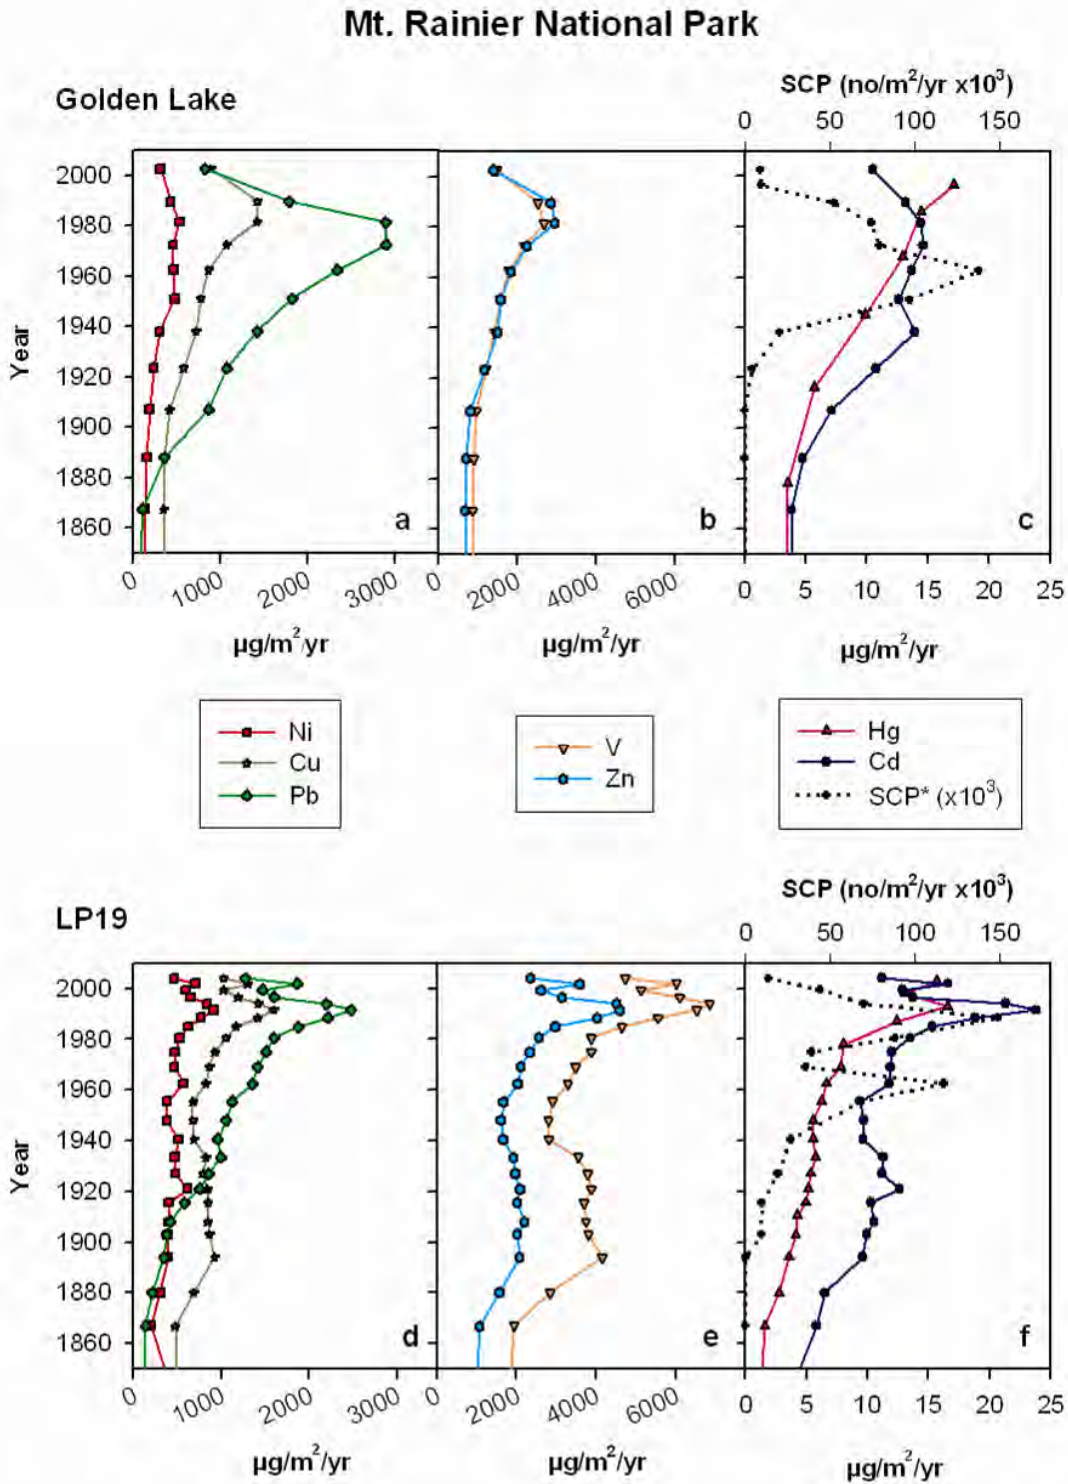 Mt. Rainier National Park
Golden Lake
SCP (no/m²/yr x10³)
0 50 100 150
Year
2000
1980
1960
1940
1920
1900
1880
1860
a
b
c
0 1000 2000 3000
0 2000 4000 6000
0 5 10 15 20 25
µg/m²/yr
µg/m²/yr
µg/m²/yr
Ni
Cu
Pb
V
Zn
Hg
Cd
SCP* (x10³)
LP19
SCP (no/m²/yr x10³)
0 50 100 150
Year
2000
1980
1960
1940
1920
1900
1880
1860
d
e
f
0 1000 2000 3000
0 2000 4000 6000
0 5 10 15 20 25
µg/m²/yr
µg/m²/yr
µg/m²/yr